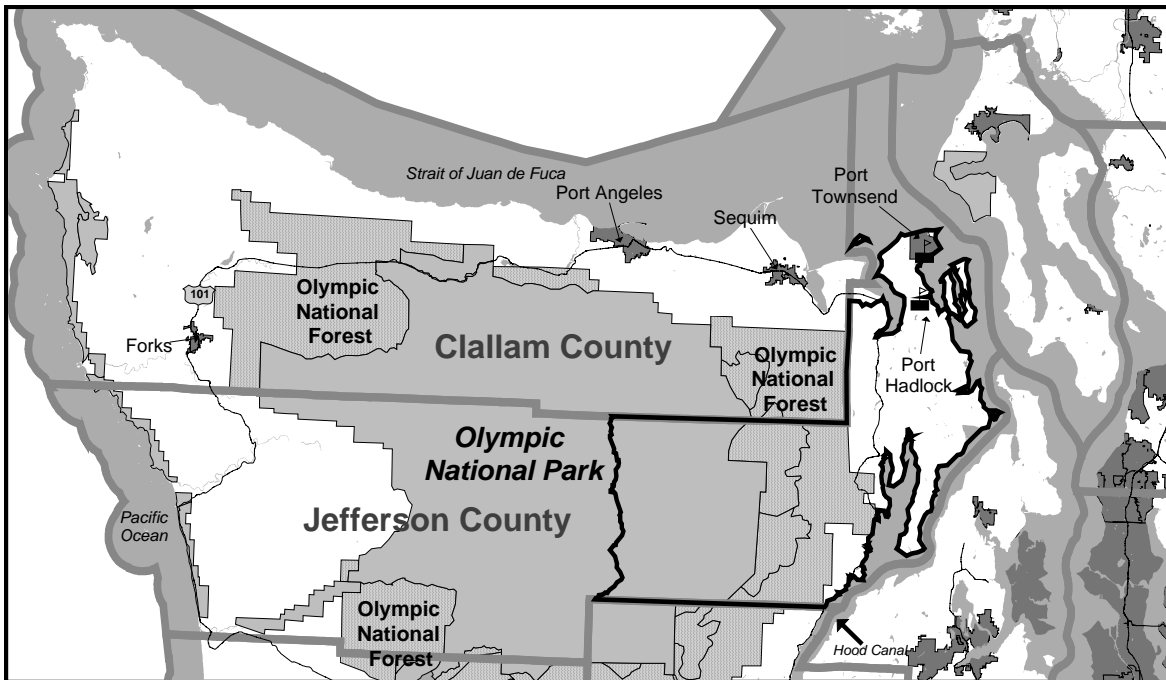 Strait of Juan de Fuca
Port Angeles
Sequim
Port
Townsend
101
Olympic
National
Forest
Forks
Clallam County
Olympic
National
Forest
Port
Hadlock
Olympic
National Park
Jefferson County
Pacific
Ocean
Olympic
National
Forest
Hood Canal